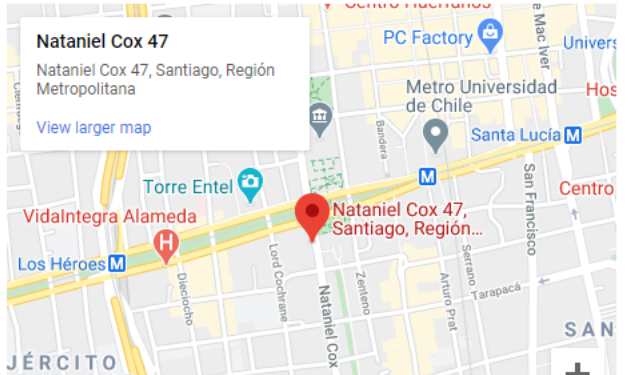 Nataniel Cox 47
Nataniel Cox 47, Santiago, Región
Metropolitana
View larger map
PC Factory
Univers
Mac Iver
Metro Universidad
de Chile
Hos
Bandera
Santa Lucía M
M
Torre Entel
San Francisco
Centro
VidaIntegra Alameda
H
Nataniel Cox 47,
Santiago, Región...
Los Héroes M
Dieciocho
Lord Cochrane
Nataniel Cox
Zenteno
Arturo Prat
Serrano
Tarapacá
SAN
JÉRCITO
+